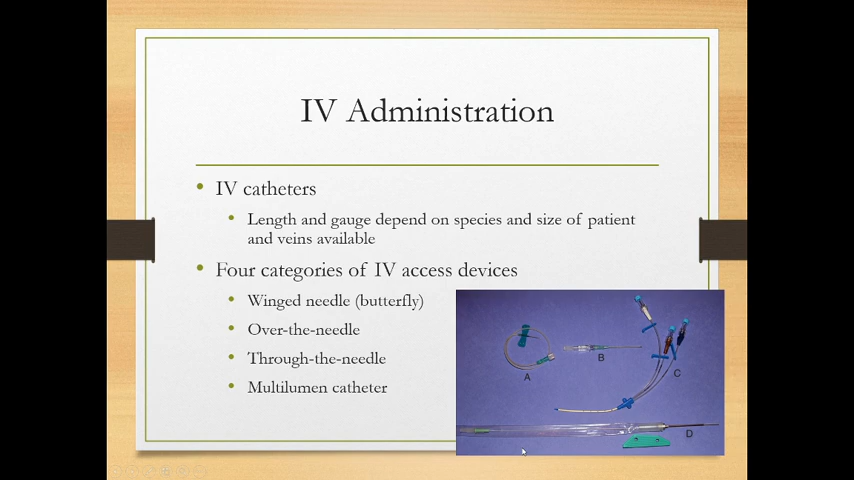 IV Administration
IV catheters
Length and gauge depend on species and size of patient
and veins available
Four categories of IV access devices
Winged needle (butterfly)
Over-the-needle
Through-the-needle
Multilumen catheter
A
B
C
D